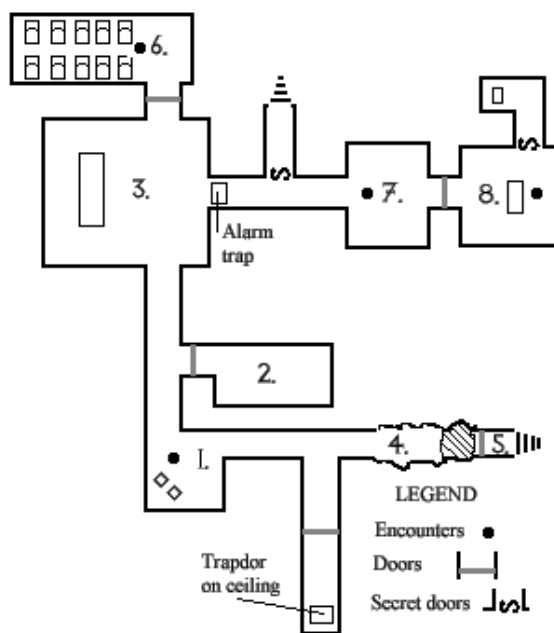 6.
3.
7.
8.
Alarm
trap
2.
4.
5.
1.
LEGEND
Encounters
Doors
Trapdor
on ceiling
Secret doors
S
S
S